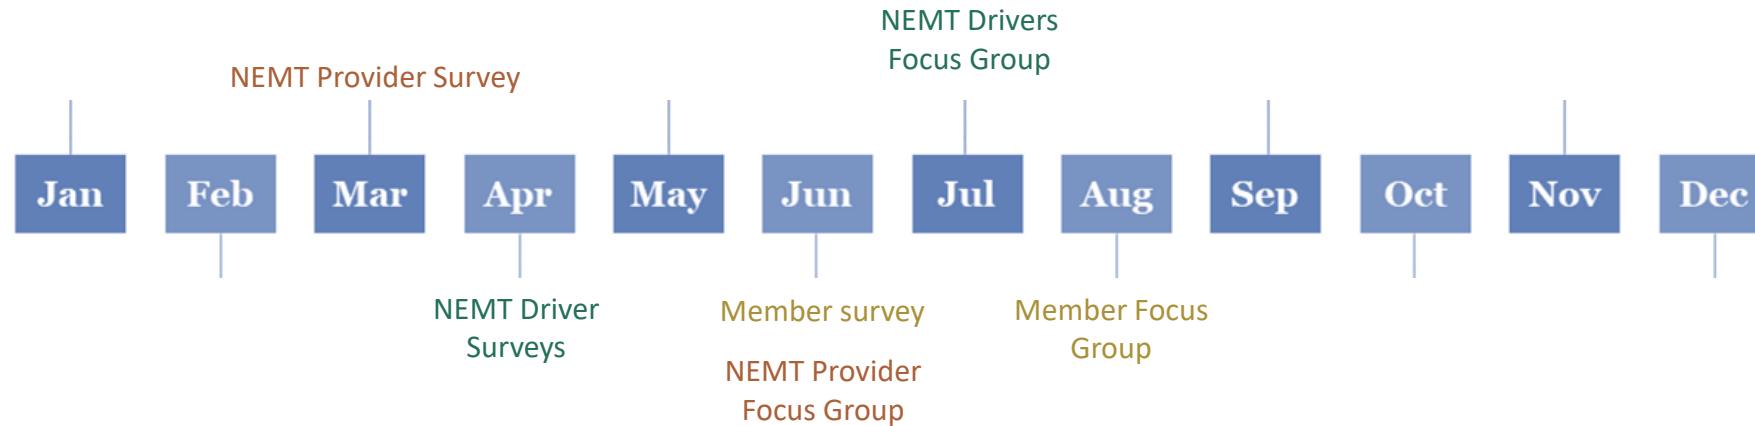 NEMT Drivers
Focus Group
NEMT Provider Survey
Jan Feb Mar Apr May Jun Jul Aug Sep Oct Nov Dec
NEMT Driver
Surveys
Member survey
NEMT Provider
Focus Group
Member Focus
Group